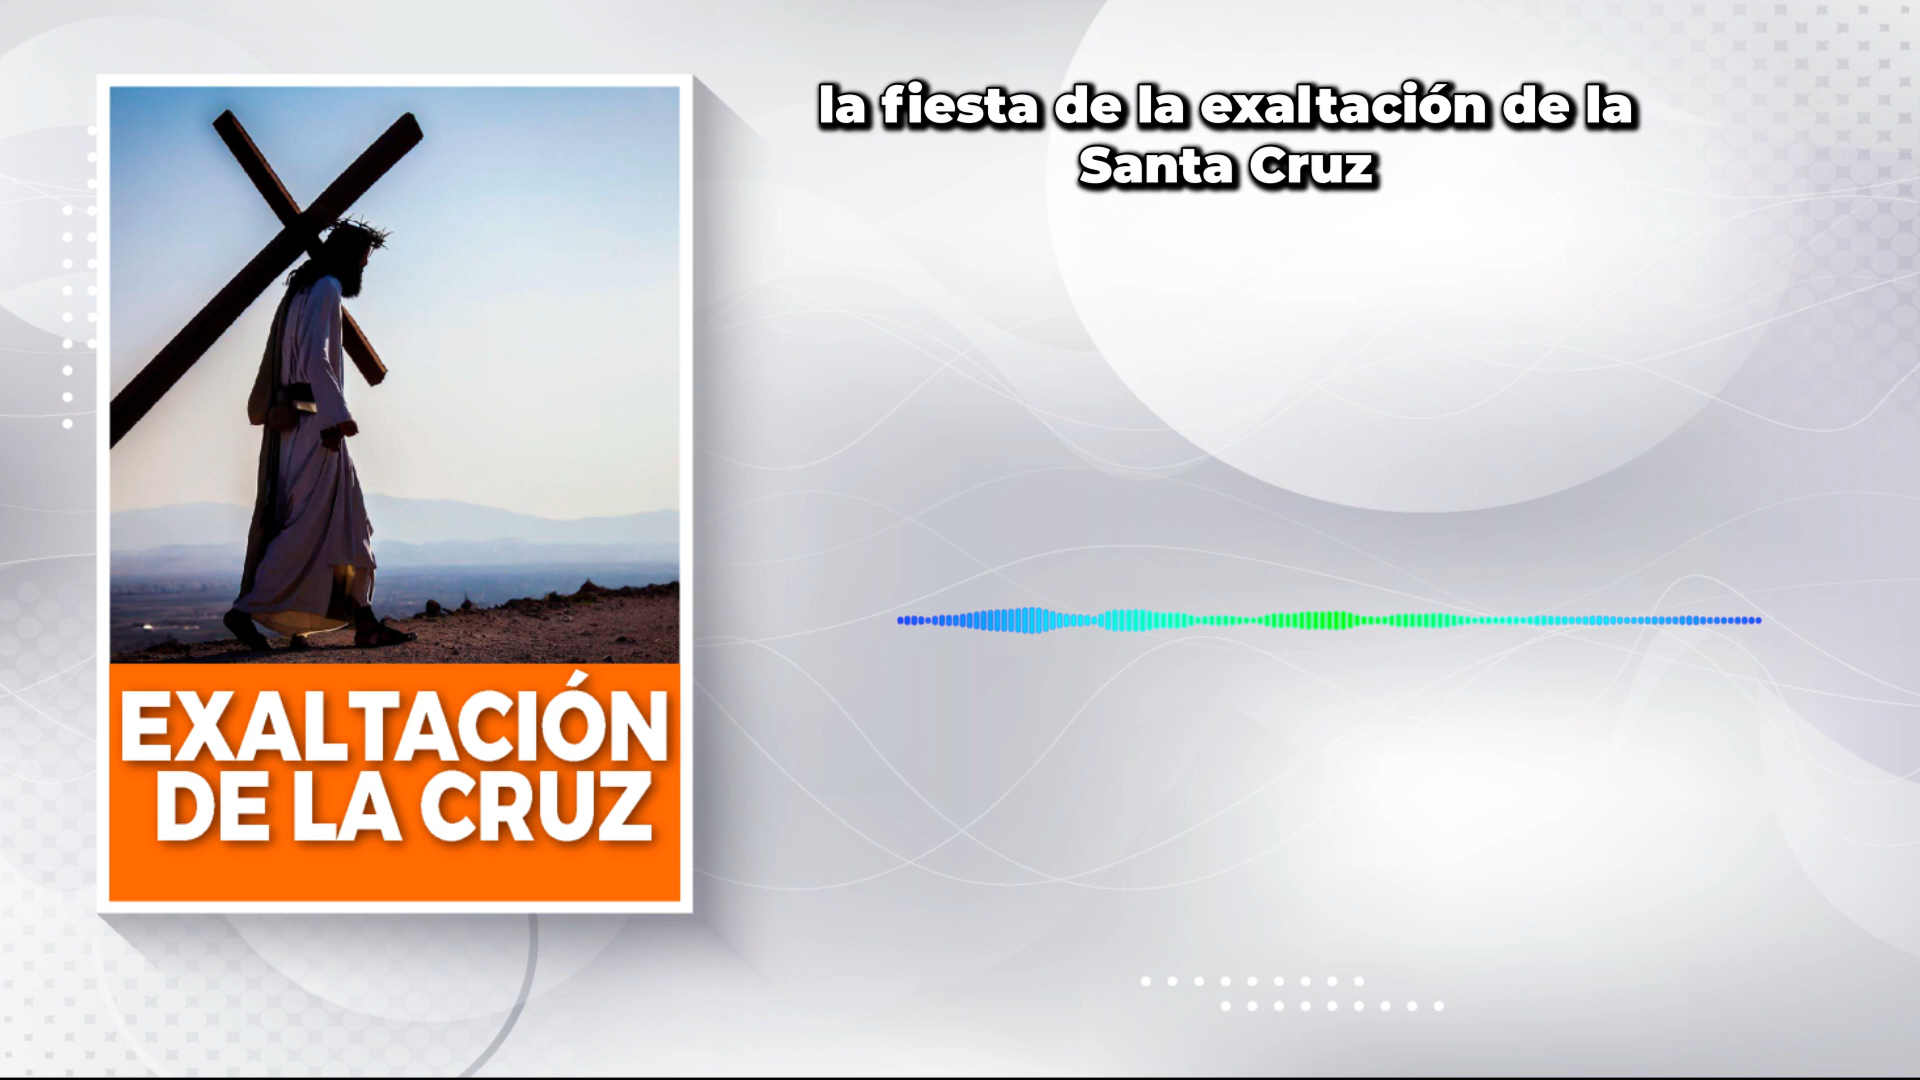 la fiesta de la exaltación de la
Santa Cruz
EXALTACIÓN
DE LA CRUZ